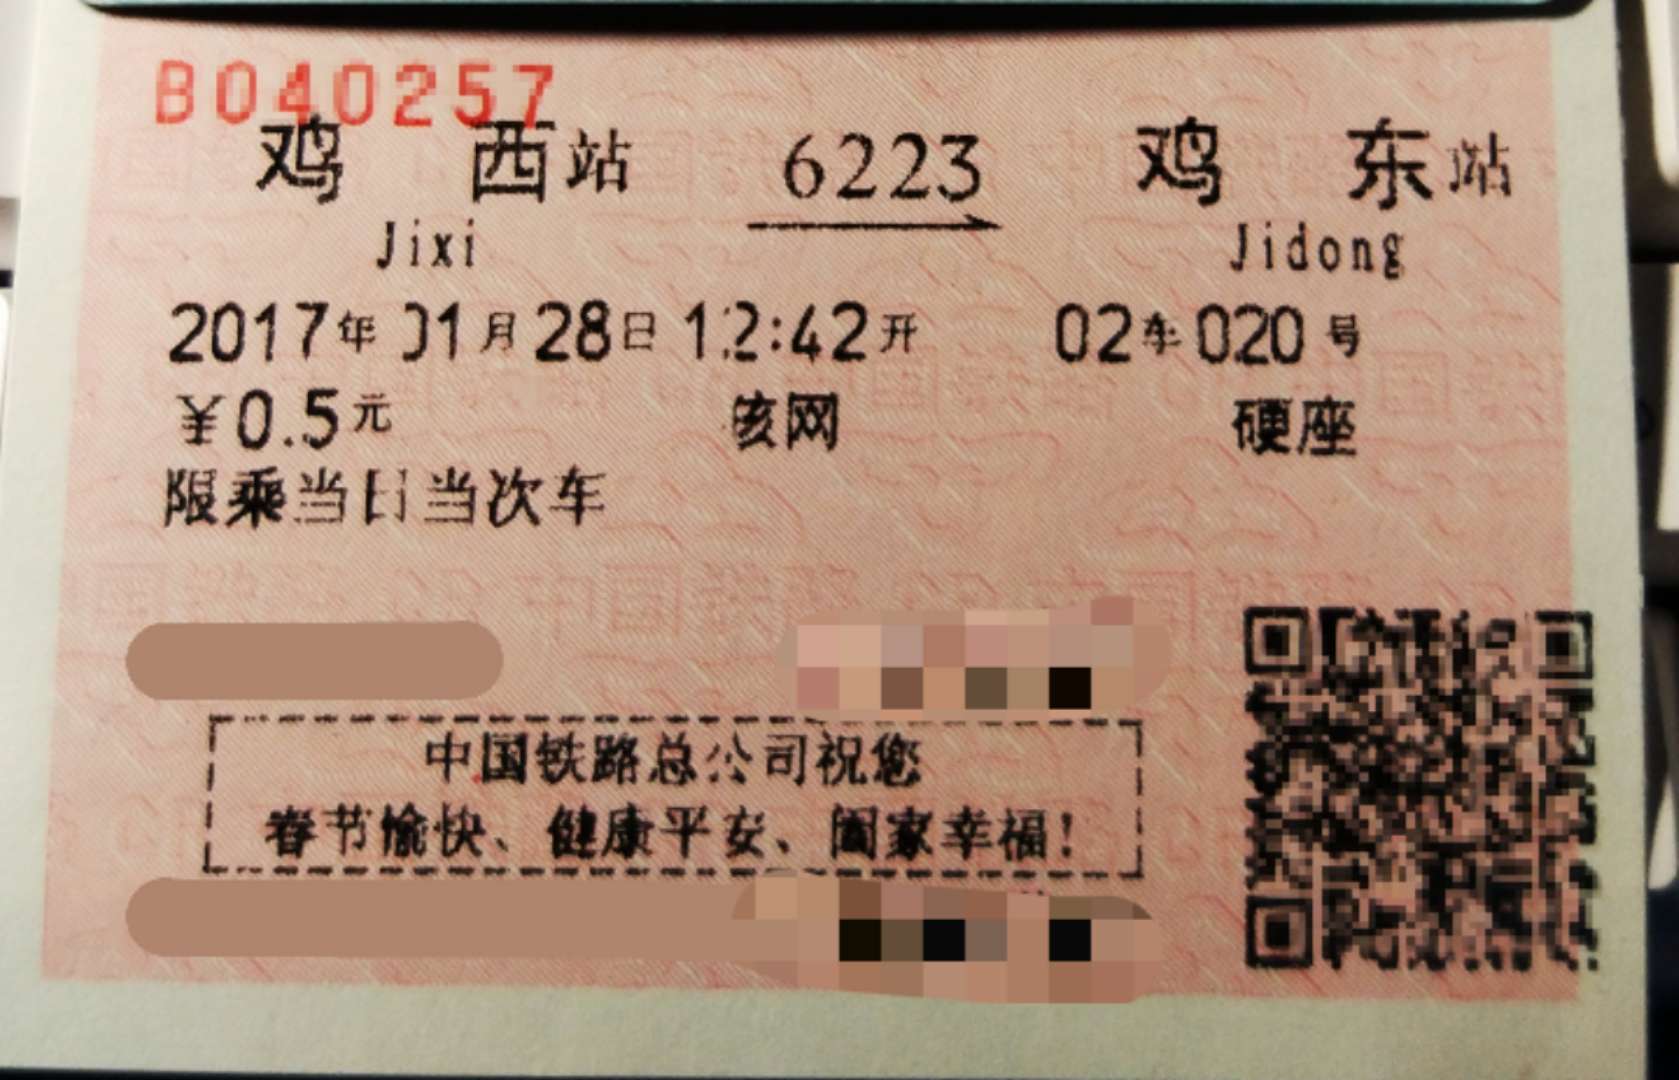 B040257
鸡 西站 6223 鸡 东站
Jixi Jidong
2017年01月28日12:42开 02车020号
￥0.5元 网 硬座
限乘当日当次车
中国铁路总公司祝您
春节愉快、健康平安、阖家幸福！